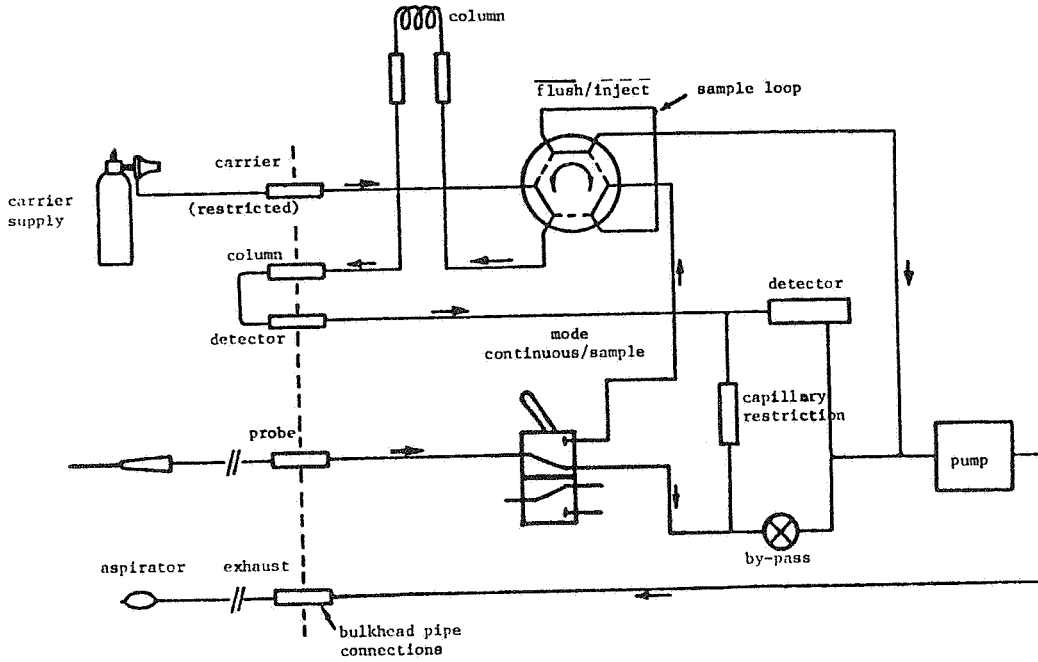 column
flush/inject
sample loop
carrier
(restricted)
carrier
supply
column
detector
detector
mode
continuous/sample
capillary
restriction
probe
pump
by-pass
aspirator
exhaust
bulkhead pipe
connections